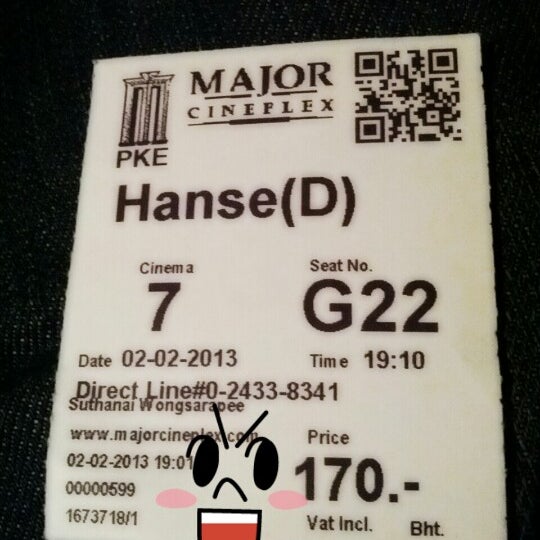 MAJOR
CINEPLEX
PKE
Hanse(D)
Cinema Seat No.
7 G22
Date 02-02-2013 Time 19:10
Direct Line#0-2433-8341
Suthanai Wongsarapee
www.majorcineplex.com
Price
02-02-2013 19:01
170.-
00000599
1673718/1
Vat Incl. Bht.